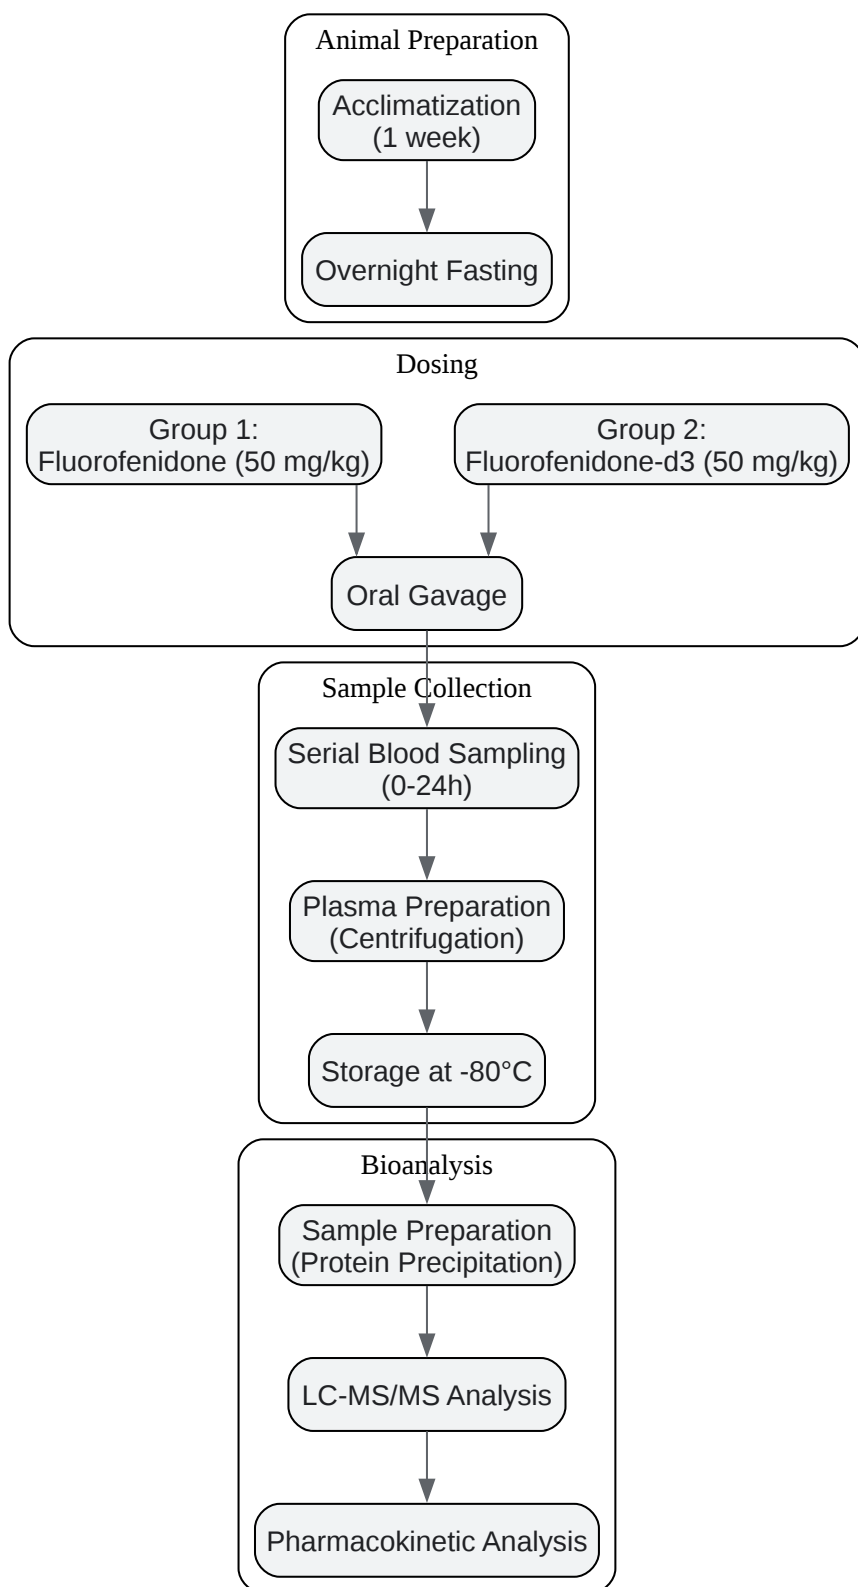 Animal Preparation
Acclimatization
(1 week)
Overnight Fasting
Dosing
Group 1:
Fluorofenidone (50 mg/kg)
Group 2:
Fluorofenidone-d3 (50 mg/kg)
Oral Gavage
Sample Collection
Serial Blood Sampling
(0-24h)
Plasma Preparation
(Centrifugation)
Storage at -80°C
Bioanalysis
Sample Preparation
(Protein Precipitation)
LC-MS/MS Analysis
Pharmacokinetic Analysis